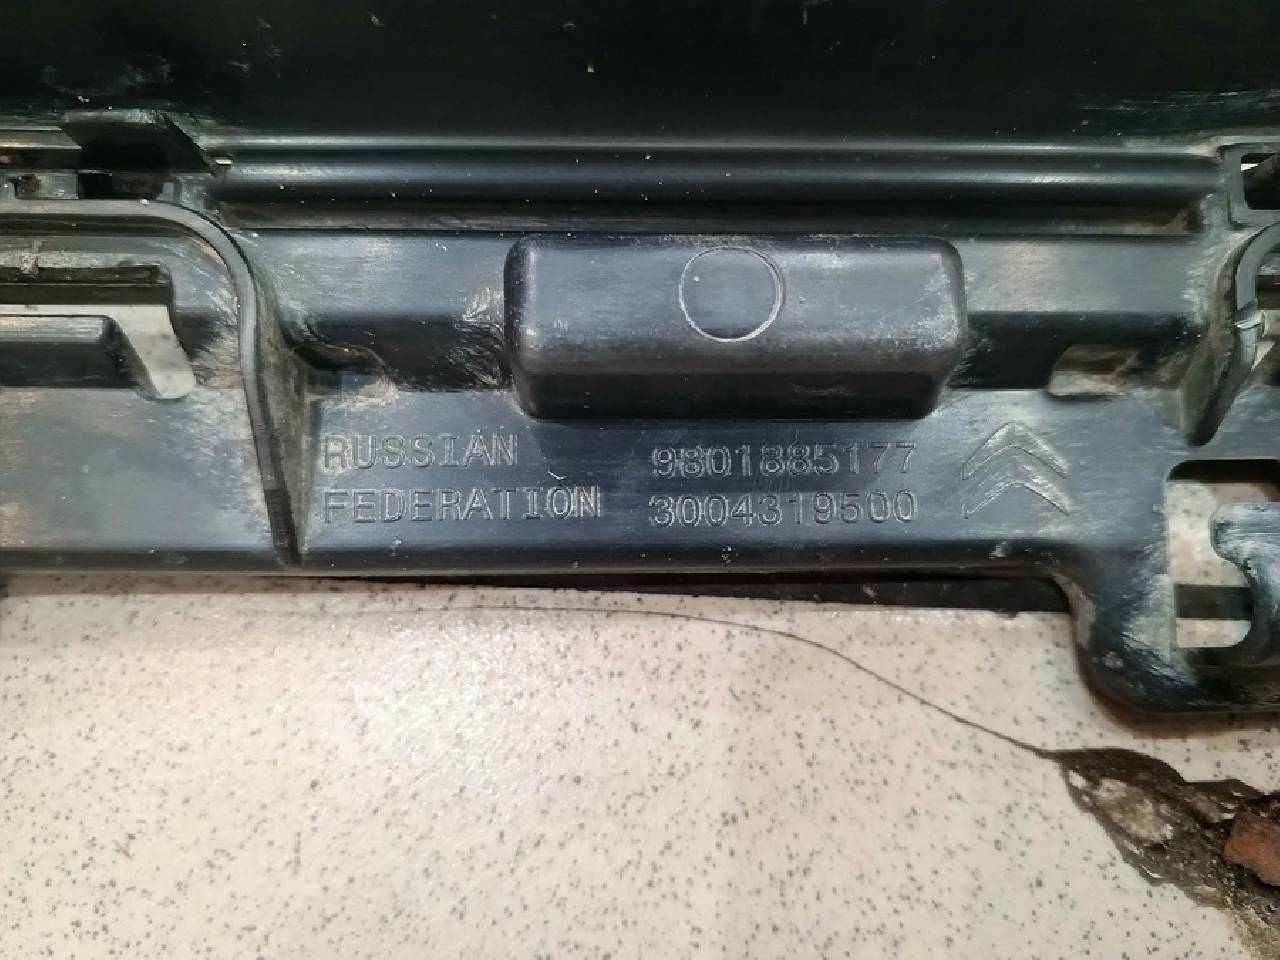 RUSSIAN
FEDERATION
9801885177
3004319500